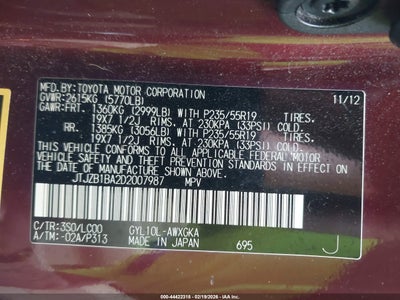 MFD.BY:TOYOTA MOTOR CORPORATION 11/12
GVWR:2615KG (5770LB)
GAWR:FRT. 1360KG (2999LB) WITH P235/55R19 TIRES.
19X7 1/2J RIMS. AT 230KPA (33PSI) COLD.
RR. 1385KG (3056LB) WITH P235/55R19 TIRES.
19X7 1/2J RIMS. AT 230KPA (33PSI) COLD.
THIS VEHICLE CONFORMS TO ALL APPLICABLE FEDERAL MOTOR
VEHICLE SAFETY, BUMPER, AND THEFT PREVENTION STANDARDS
IN EFFECT ON THE DATE OF MANUFACTURE SHOWN ABOVE.
JTJZB1BA2D2007987 MPV
C/TR:3S0/LC00 GYL10L-AWXGKA
A/TM:-02A/P313 MADE IN JAPAN 695 J
(000-44422318 - 02/19/2026 - IAA Inc.)